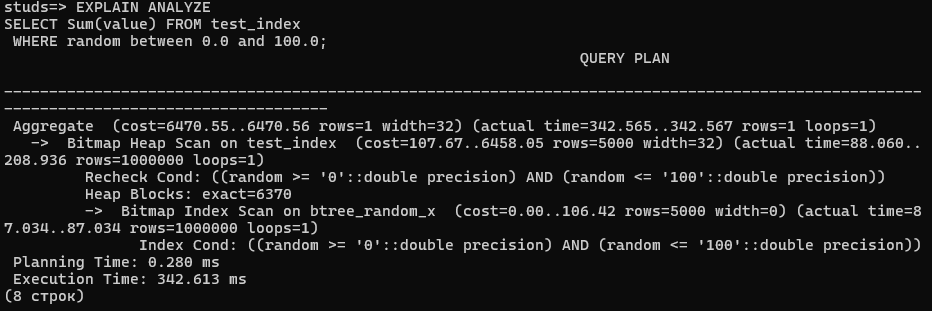 studs=> EXPLAIN ANALYZE
SELECT Sum(value) FROM test_index
 WHERE random between 0.0 and 100.0;
QUERY PLAN
-----------------------------------------------------------------------------------------------------------
--------------------------------------
 Aggregate  (cost=6470.55..6470.56 rows=1 width=32) (actual time=342.565..342.567 rows=1 loops=1)
   ->  Bitmap Heap Scan on test_index  (cost=107.67..6458.05 rows=5000 width=32) (actual time=88.060..
208.936 rows=1000000 loops=1)
         Recheck Cond: ((random >= '0'::double precision) AND (random <= '100'::double precision))
         Heap Blocks: exact=6370
         ->  Bitmap Index Scan on btree_random_x  (cost=0.00..106.42 rows=5000 width=0) (actual time=8
7.034..87.034 rows=1000000 loops=1)
               Index Cond: ((random >= '0'::double precision) AND (random <= '100'::double precision))
 Planning Time: 0.280 ms
 Execution Time: 342.613 ms
(8 строк)